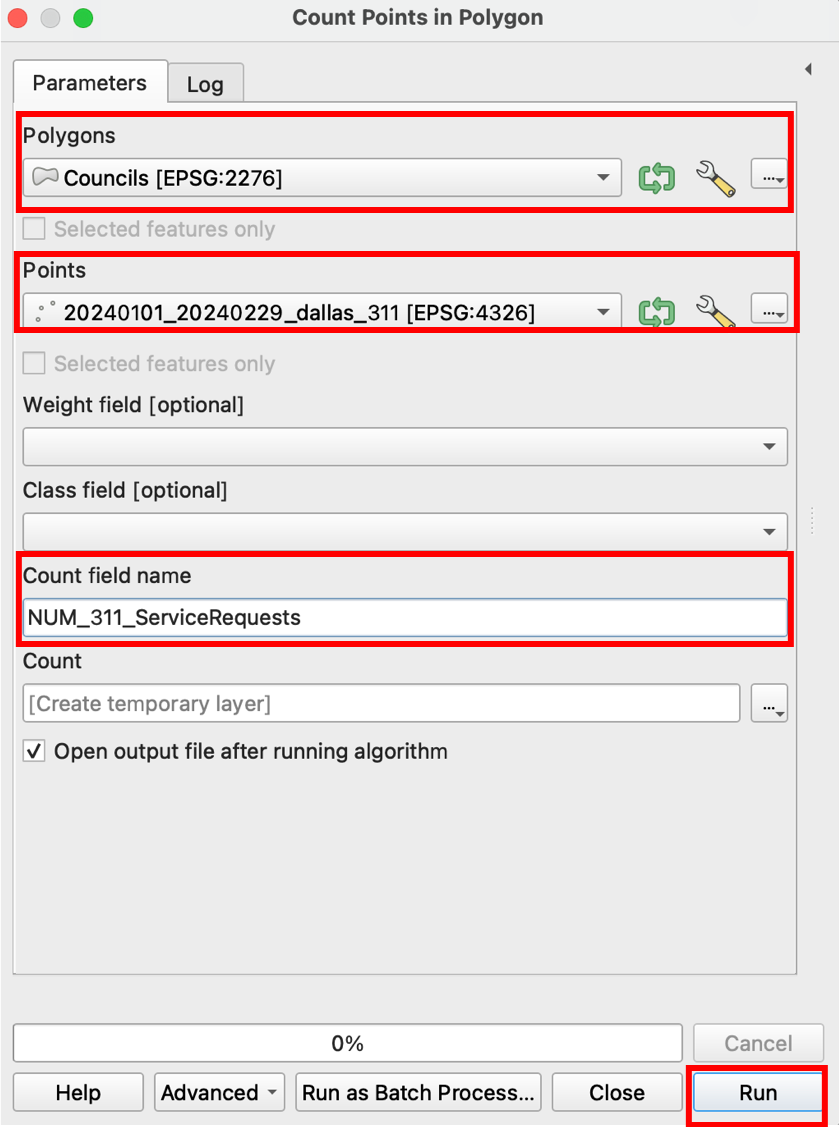 Count Points in Polygon
Parameters
Log
Polygons
Councils [EPSG:2276]
...
Selected features only
Points
20240101_20240229_dallas_311 [EPSG:4326]
...
Selected features only
Weight field [optional]
Class field [optional]
Count field name
NUM_311_ServiceRequests
Count
[Create temporary layer]
...
Open output file after running algorithm
0%
Cancel
Help
Advanced
Run as Batch Process...
Close
Run